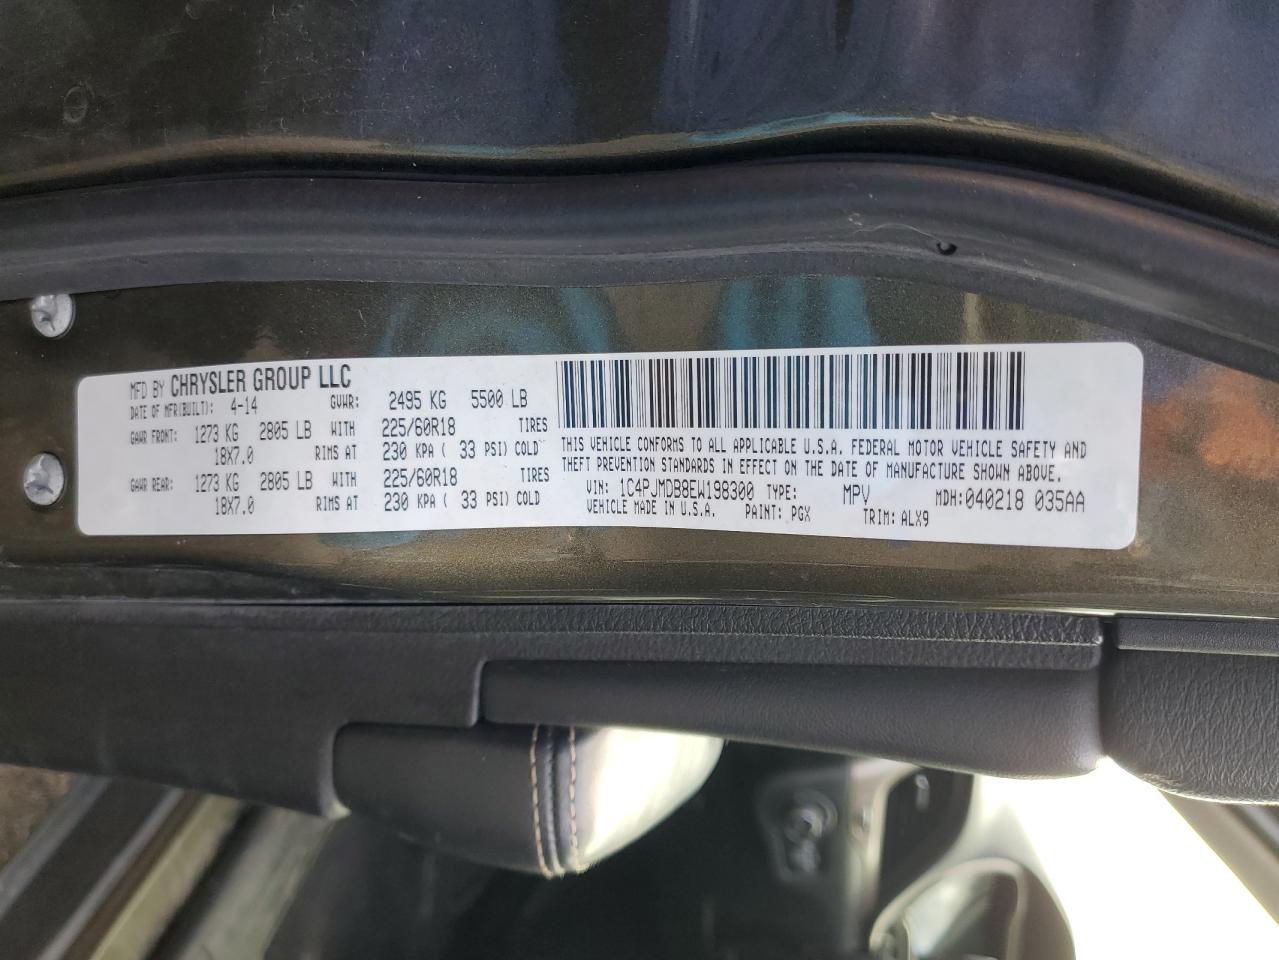 MFD BY CHRYSLER GROUP LLC
DATE OF MFR(BUILT): 4-14 GVWR: 2495 KG 5500 LB
GAWR FRONT: 1273 KG 2805 LB WITH 225/60R18 TIRES
18X7.0 RIMS AT 230 KPA ( 33 PSI) COLD
GAWR REAR: 1273 KG 2805 LB WITH 225/60R18 TIRES
18X7.0 RIMS AT 230 KPA ( 33 PSI) COLD
THIS VEHICLE CONFORMS TO ALL APPLICABLE U.S.A. FEDERAL MOTOR VEHICLE SAFETY AND
THEFT PREVENTION STANDARDS IN EFFECT ON THE DATE OF MANUFACTURE SHOWN ABOVE.
VIN: 1C4PJMDB8EW198300 TYPE: MPV MDH:040218 035AA
VEHICLE MADE IN U.S.A. PAINT: PGX TRIM: ALX9